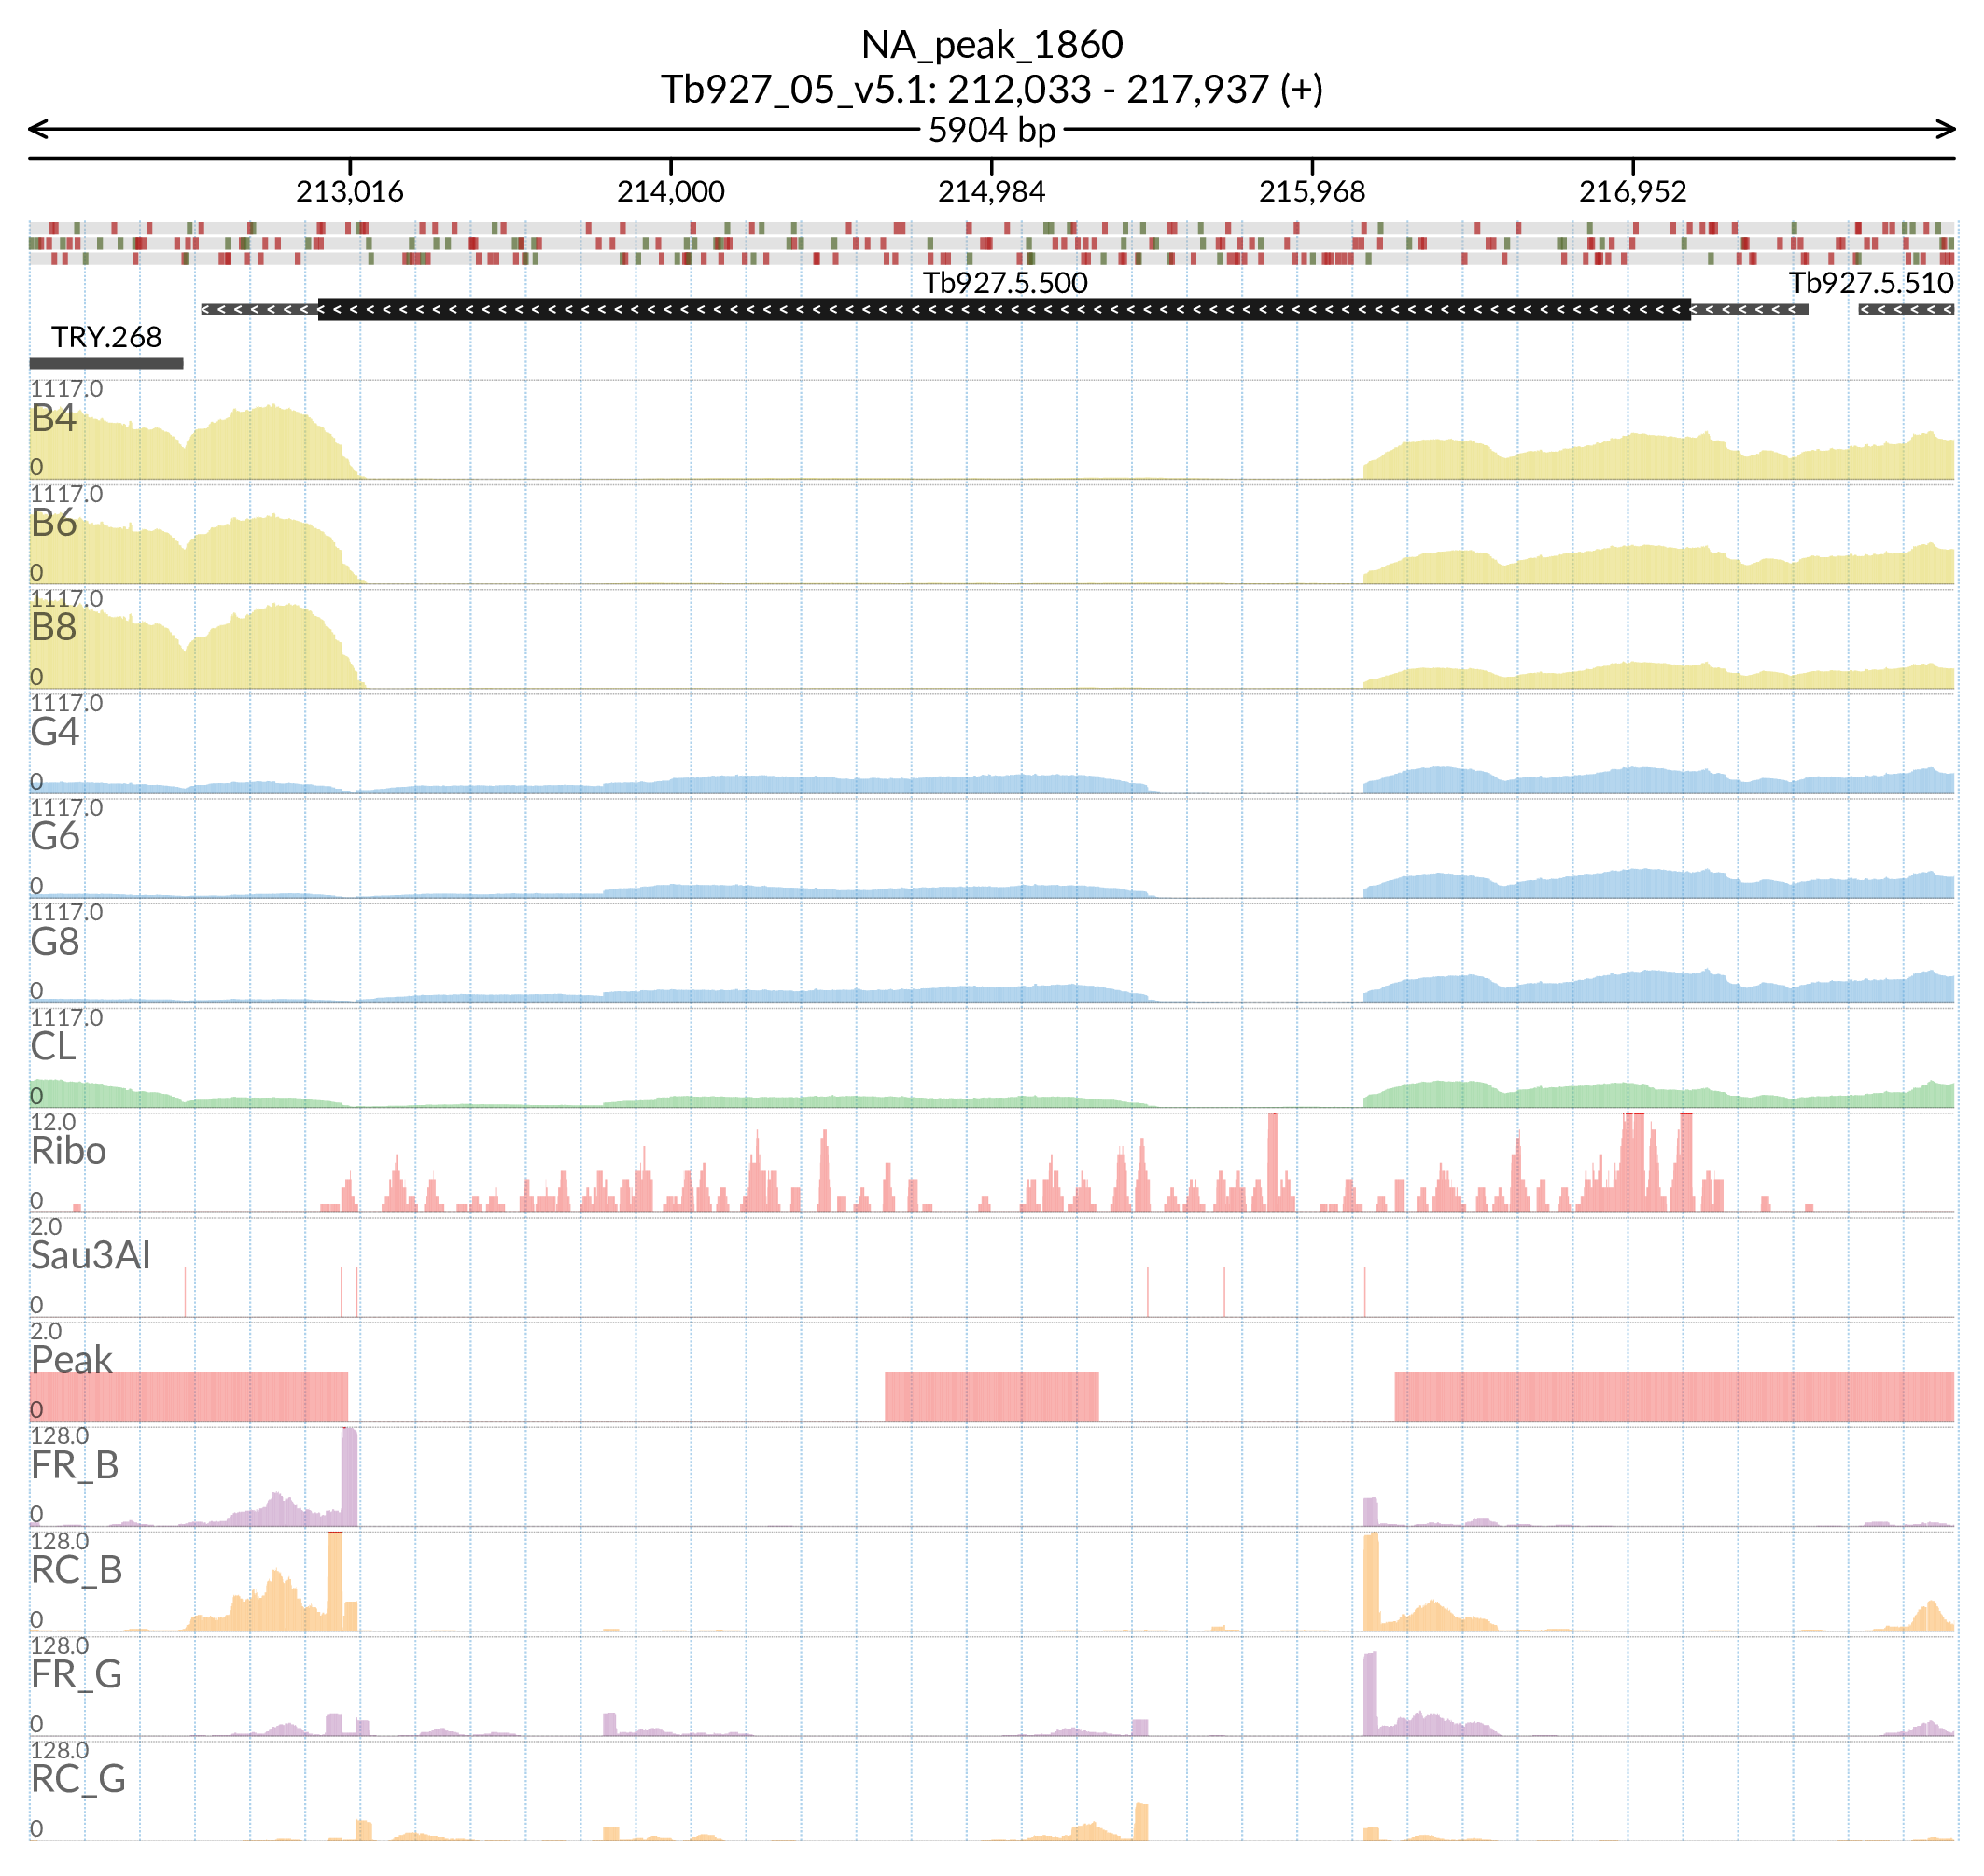 NA_peak_1860
Tb927_05_v5.1: 212,033 - 217,937 (+)
5904 bp
213,016 214,000 214,984 215,968 216,952
Tb927.5.500 Tb927.5.510
TRY.268
1117.0
B4
0
1117.0
B6
0
1117.0
B8
0
1117.0
G4
0
1117.0
G6
0
1117.0
G8
0
1117.0
CL
0
12.0
Ribo
0
2.0
Sau3AI
0
2.0
Peak
0
128.0
FR_B
0
128.0
RC_B
0
128.0
FR_G
0
128.0
RC_G
0